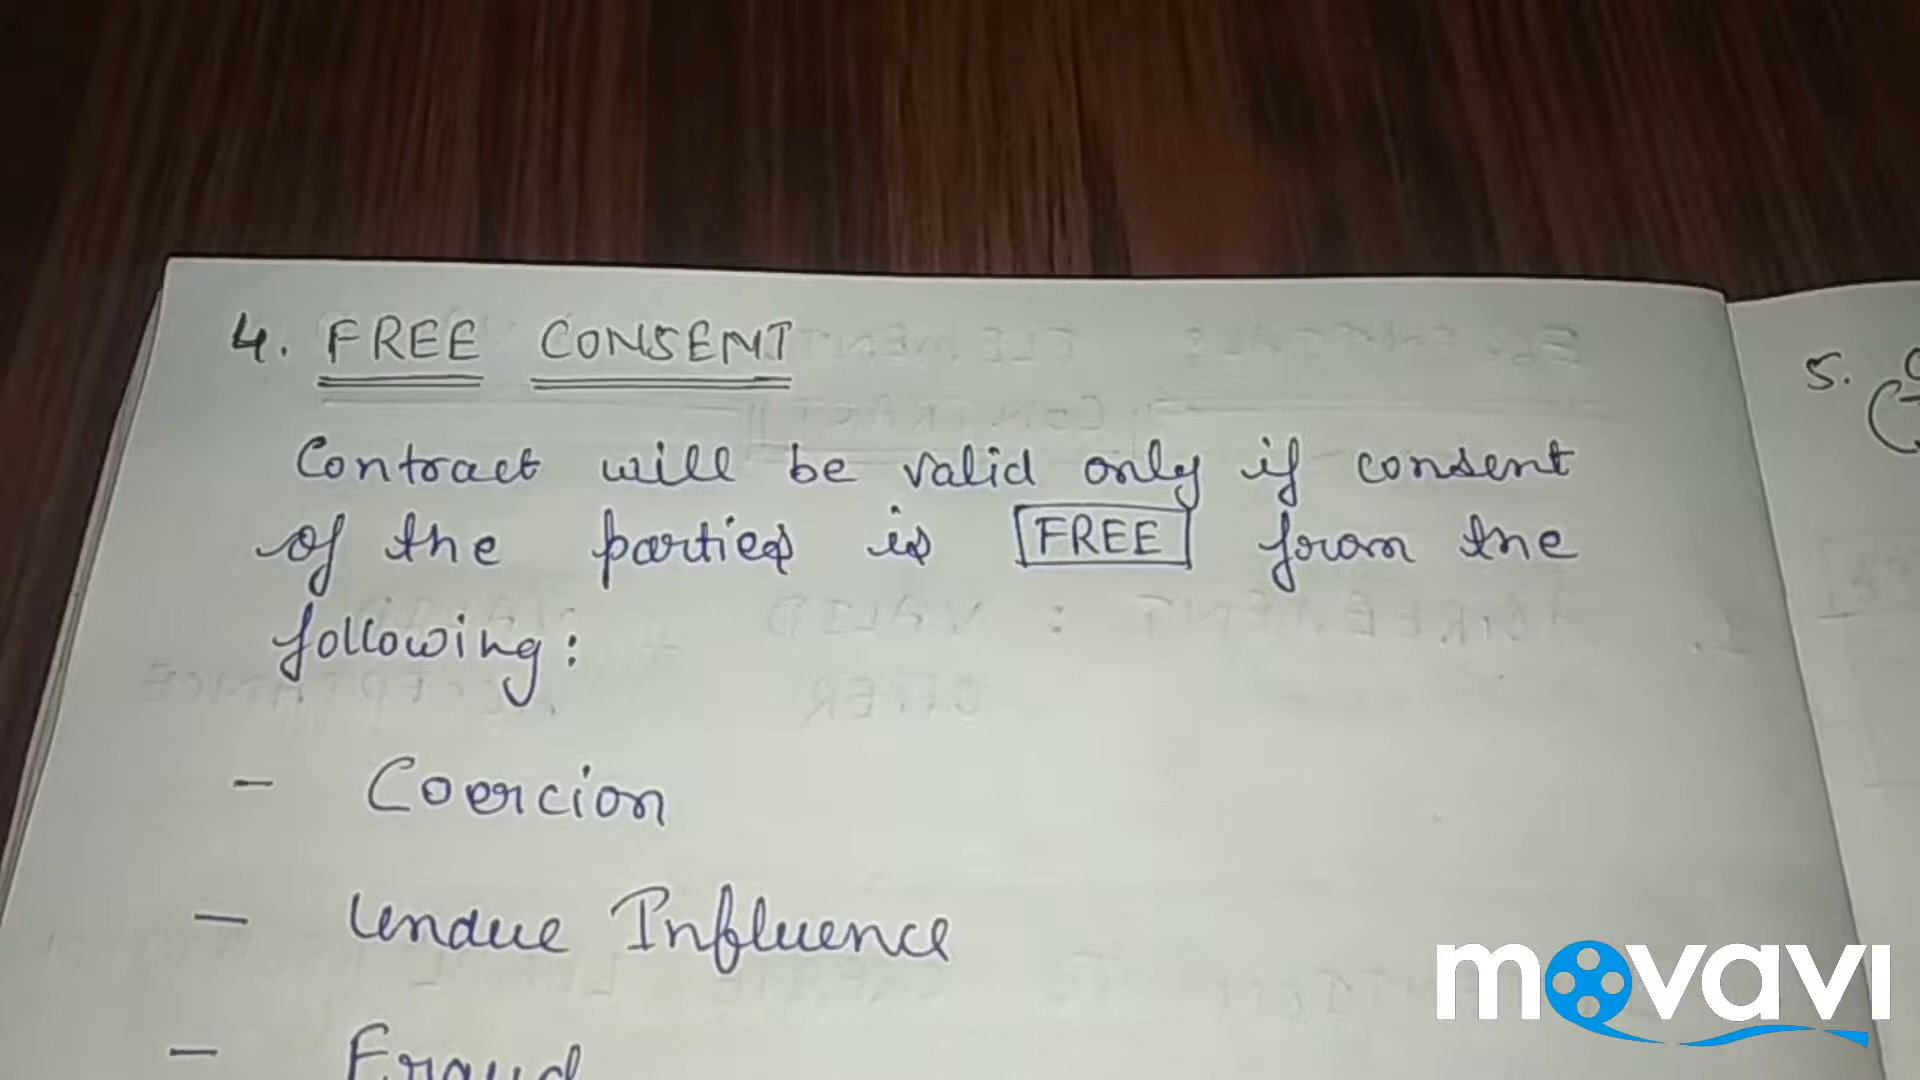 4. FREE CONSENT
Contract will be valid only if consent
of the parties is FREE from the
following:
- Coercion
- Undue Influence
- Fraud
5.
movavi